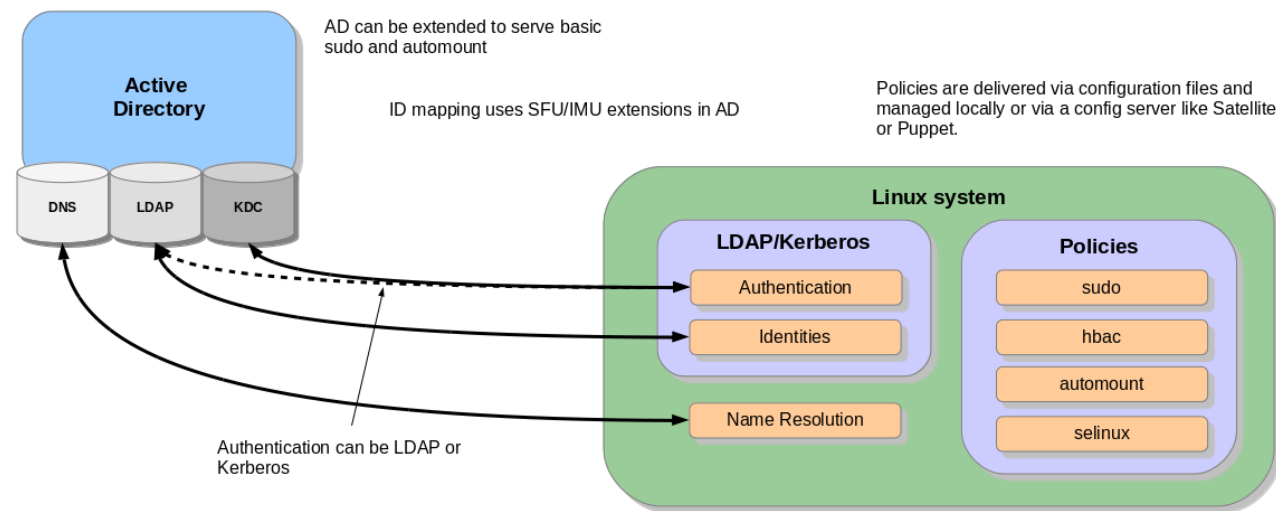 AD can be extended to serve basic
sudo and automount
Active
Directory
ID mapping uses SFU/IMU extensions in AD
Policies are delivered via configuration files and
managed locally or via a config server like Satellite
or Puppet.
DNS
LDAP
KDC
Linux system
LDAP/Kerberos
Authentication
Identities
Name Resolution
Policies
sudo
hbac
automount
selinux
Authentication can be LDAP or
Kerberos